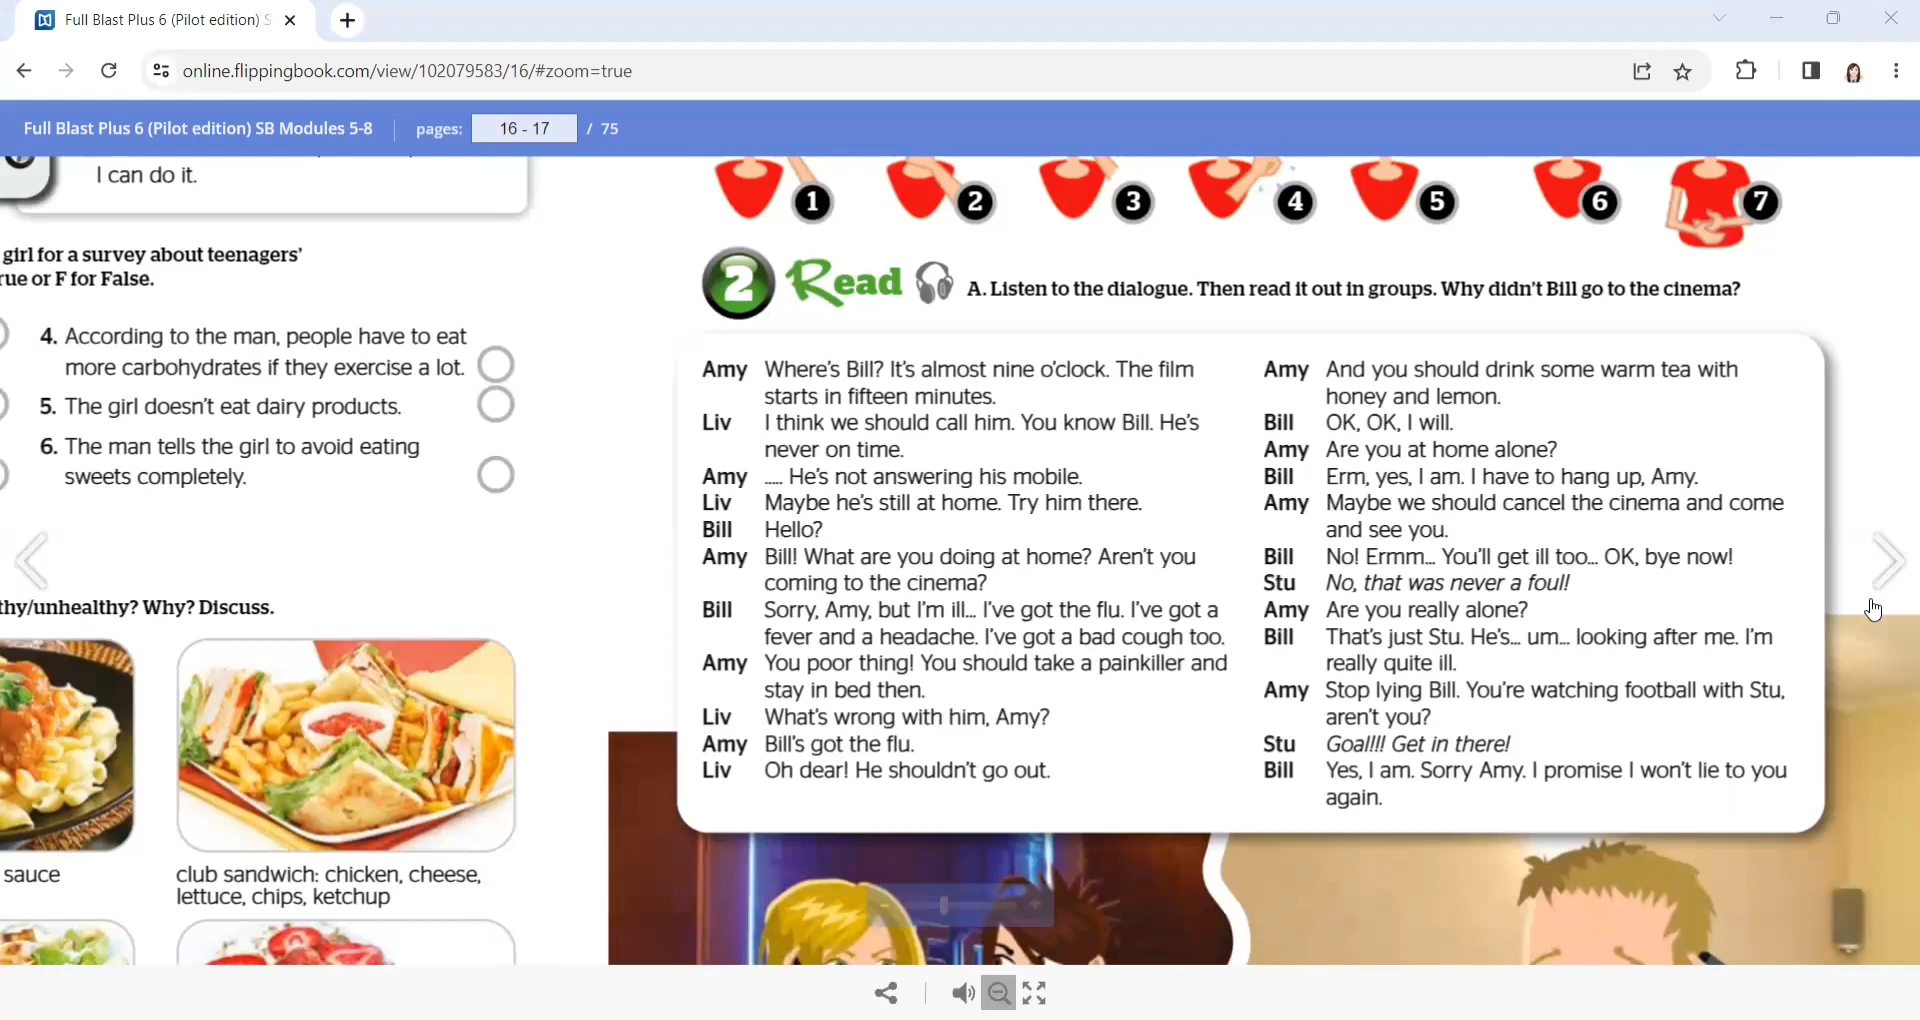 Full Blast Plus 6 (Pilot edition) S
online.flippingbook.com/view/102079583/16/#zoom=true
Full Blast Plus 6 (Pilot edition) SB Modules 5-8
pages: 16 - 17 / 75
I can do it.
girl for a survey about teenagers'
rue or F for False.
4. According to the man, people have to eat
more carbohydrates if they exercise a lot.
5. The girl doesn't eat dairy products.
6. The man tells the girl to avoid eating
sweets completely.
thy/unhealthy? Why? Discuss.
sauce
club sandwich: chicken, cheese,
lettuce, chips, ketchup
1 2 3 4 5 6 7
2 Read A. Listen to the dialogue. Then read it out in groups. Why didn't Bill go to the cinema?
Amy Where's Bill? It's almost nine o'clock. The film
starts in fifteen minutes.
Liv I think we should call him. You know Bill. He's
never on time.
Amy ..... He's not answering his mobile.
Liv Maybe he's still at home. Try him there.
Bill Hello?
Amy Bill! What are you doing at home? Aren't you
coming to the cinema?
Bill Sorry, Amy, but I'm ill... I've got the flu. I've got a
fever and a headache. I've got a bad cough too.
Amy You poor thing! You should take a painkiller and
stay in bed then.
Liv What's wrong with him, Amy?
Amy Bill's got the flu.
Liv Oh dear! He shouldn't go out.
Amy And you should drink some warm tea with
honey and lemon.
Bill OK, OK, I will.
Amy Are you at home alone?
Bill Erm, yes, I am. I have to hang up, Amy.
Amy Maybe we should cancel the cinema and come
and see you.
Bill No! Ermm... You'll get ill too... OK, bye now!
Stu No, that was never a foul!
Amy Are you really alone?
Bill That's just Stu. He's... um... looking after me. I'm
really quite ill.
Amy Stop lying Bill. You're watching football with Stu,
aren't you?
Stu Goal!!! Get in there!
Bill Yes, I am. Sorry Amy. I promise I won't lie to you
again.